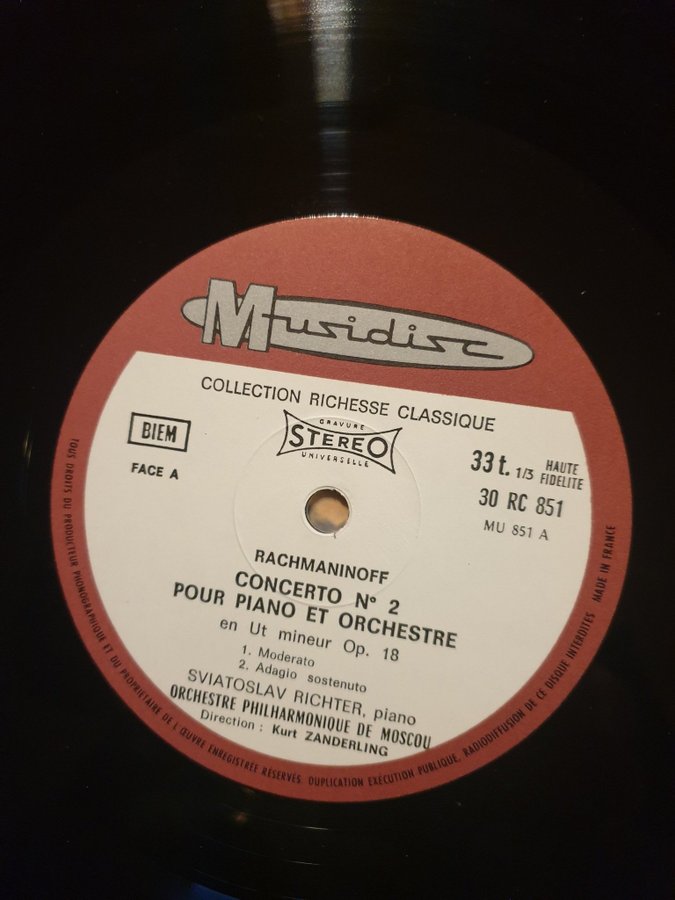 Musidisc
COLLECTION RICHESSE CLASSIQUE
BIEM
GRAVURE
STEREO
UNIVERSELLE
FACE A
33 t. 1/3 HAUTE FIDELITE
30 RC 851
MU 851 A
RACHMANINOFF
CONCERTO N° 2
POUR PIANO ET ORCHESTRE
en Ut mineur Op. 18
1. Moderato
2. Adagio sostenuto
SVIATOSLAV RICHTER, piano
ORCHESTRE PHILHARMONIQUE DE MOSCOU
Direction : Kurt ZANDERLING
TOUS DROITS DU PRODUCTEUR PHONOGRAPHIQUE ET DU PROPRIETAIRE DE L'ŒUVRE ENREGISTREE RESERVES. DUPLICATION EXECUTION PUBLIQUE, RADIODIFFUSION DE CE DISQUE INTERDITES MADE IN FRANCE